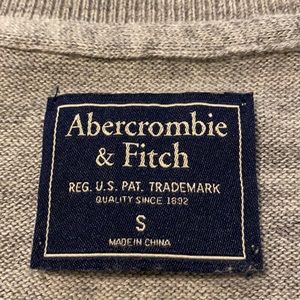 Abercrombie
& Fitch
REG. U.S. PAT. TRADEMARK
QUALITY SINCE 1892
S
MADE IN CHINA